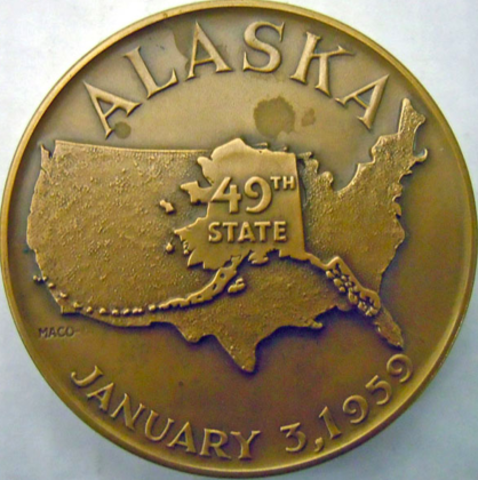 ALASKA
49TH
STATE
MACO
JANUARY 3, 1959